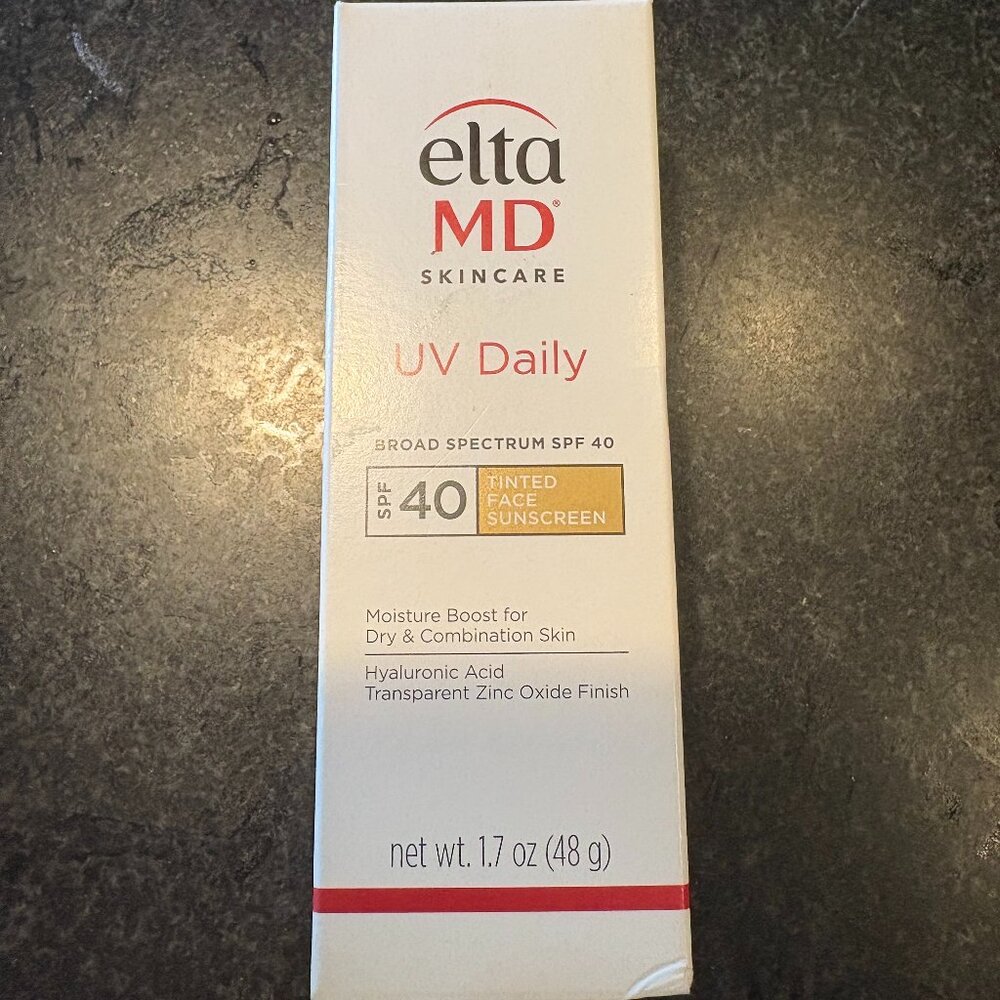 elta
MD®
SKINCARE
UV Daily
BROAD SPECTRUM SPF 40
SPF 40
TINTED
FACE
SUNSCREEN
Moisture Boost for
Dry & Combination Skin
Hyaluronic Acid
Transparent Zinc Oxide Finish
net wt. 1.7 oz (48 g)